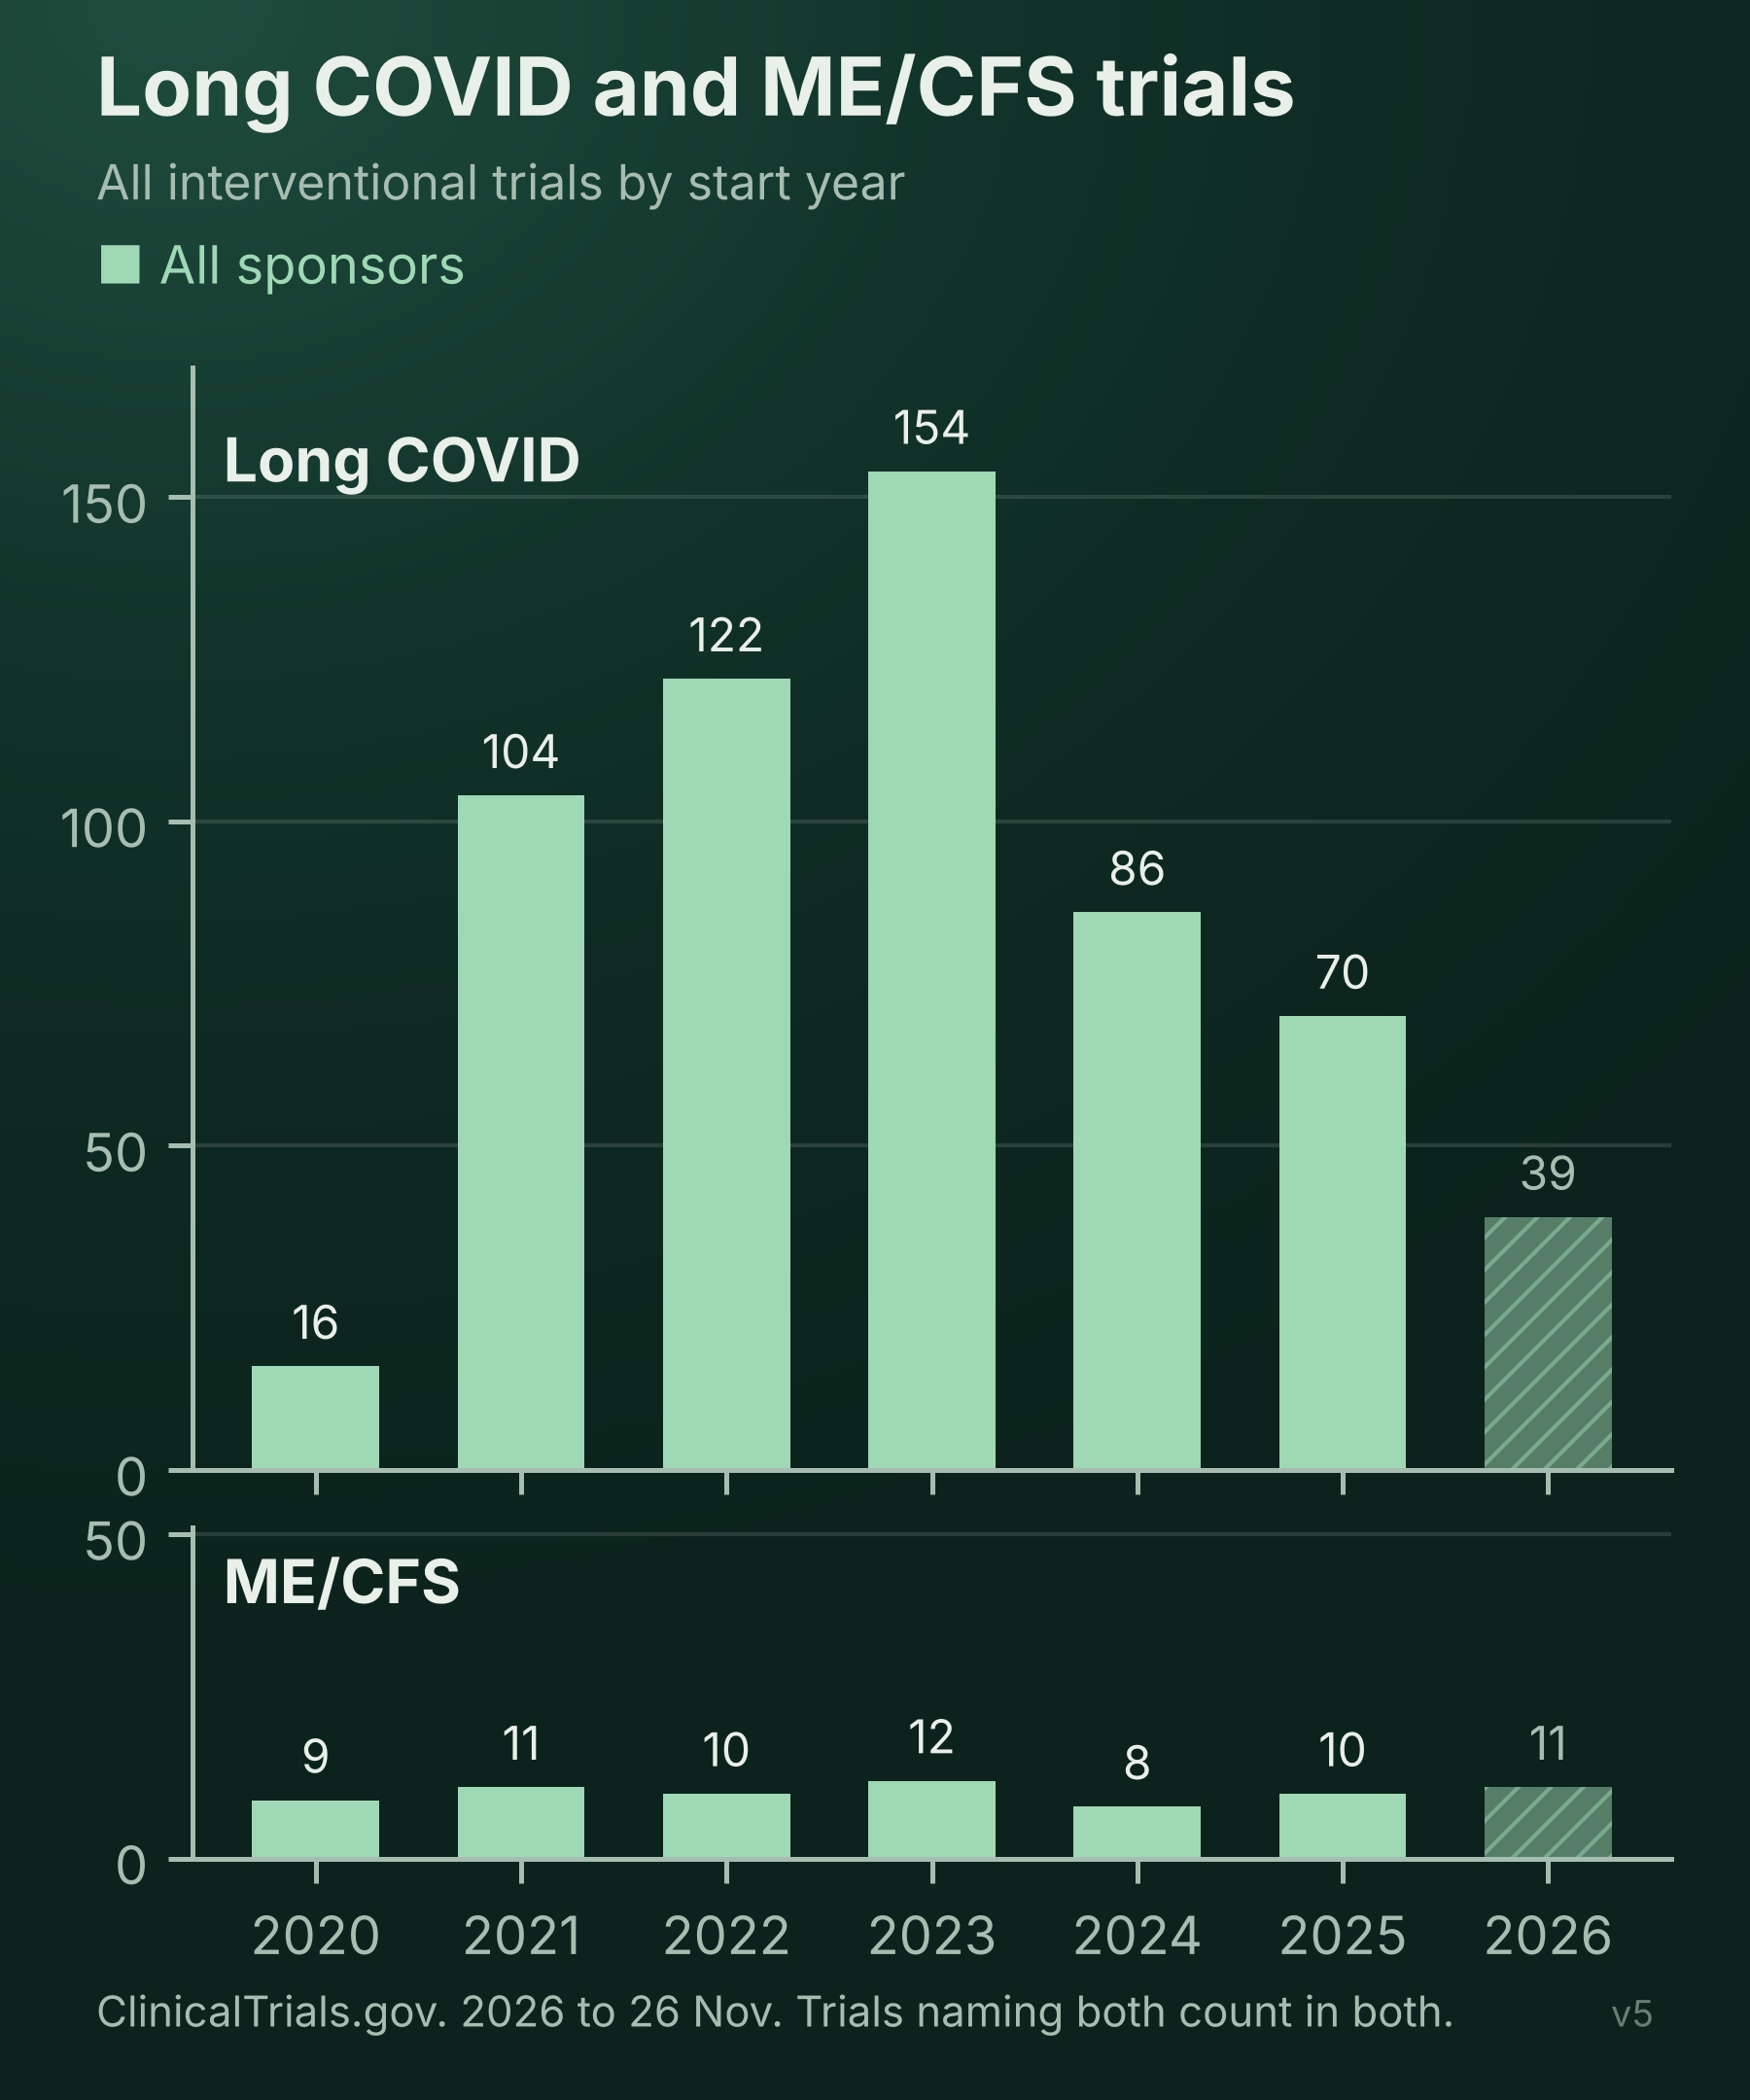 Long COVID and ME/CFS trials
All interventional trials by start year
All sponsors
Long COVID
150
100
50
0
16
104
122
154
86
70
39
ME/CFS
50
0
9
11
10
12
8
10
11
2020 2021 2022 2023 2024 2025 2026
ClinicalTrials.gov. 2026 to 26 Nov. Trials naming both count in both. v5